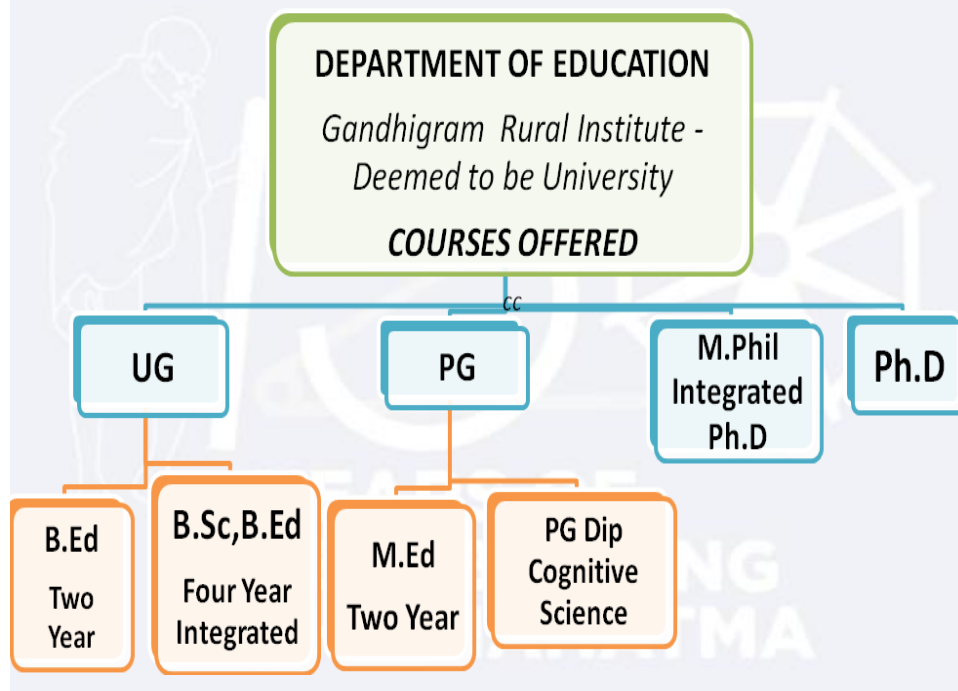 DEPARTMENT OF EDUCATION
Gandhigram Rural Institute -
Deemed to be University
COURSES OFFERED
cc
UG
PG
M.Phil
Integrated
Ph.D
Ph.D
B.Ed
Two
Year
B.Sc,B.Ed
Four Year
Integrated
M.Ed
Two Year
PG Dip
Cognitive
Science